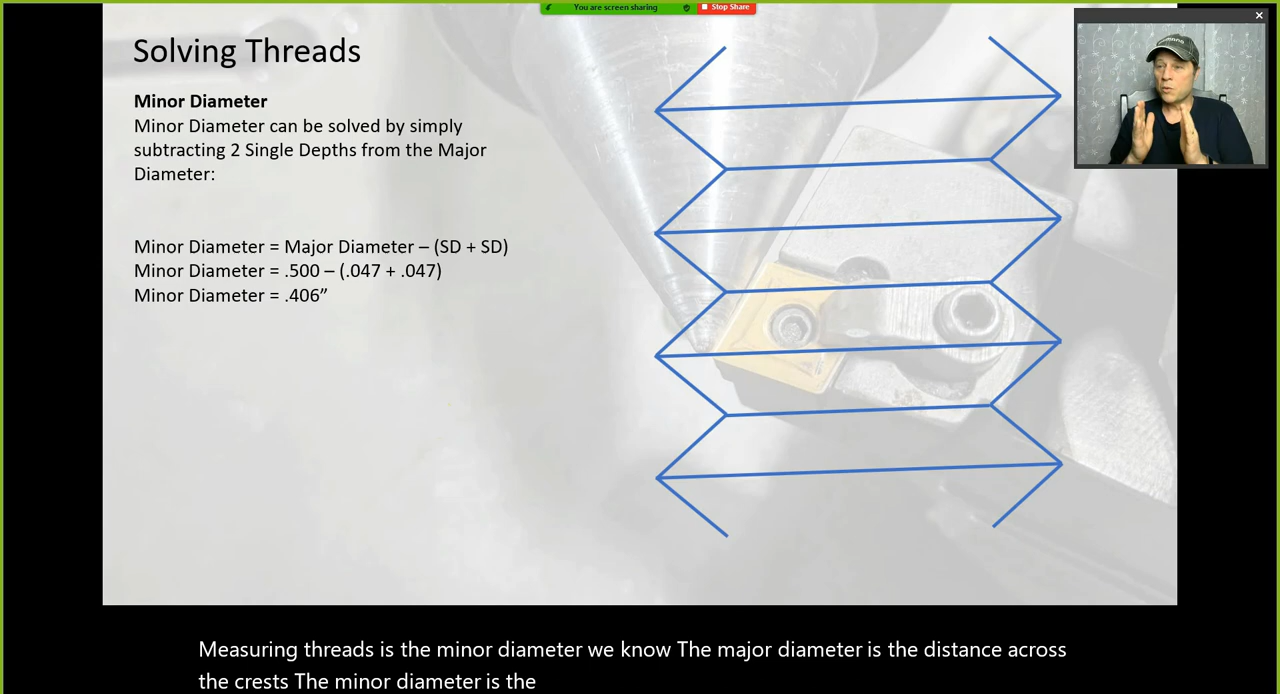 You are screen sharing
Stop Share
Solving Threads
Minor Diameter
Minor Diameter can be solved by simply
subtracting 2 Single Depths from the Major
Diameter:
Minor Diameter = Major Diameter – (SD + SD)
Minor Diameter = .500 – (.047 + .047)
Minor Diameter = .406”
Measuring threads is the minor diameter we know The major diameter is the distance across
the crests The minor diameter is the